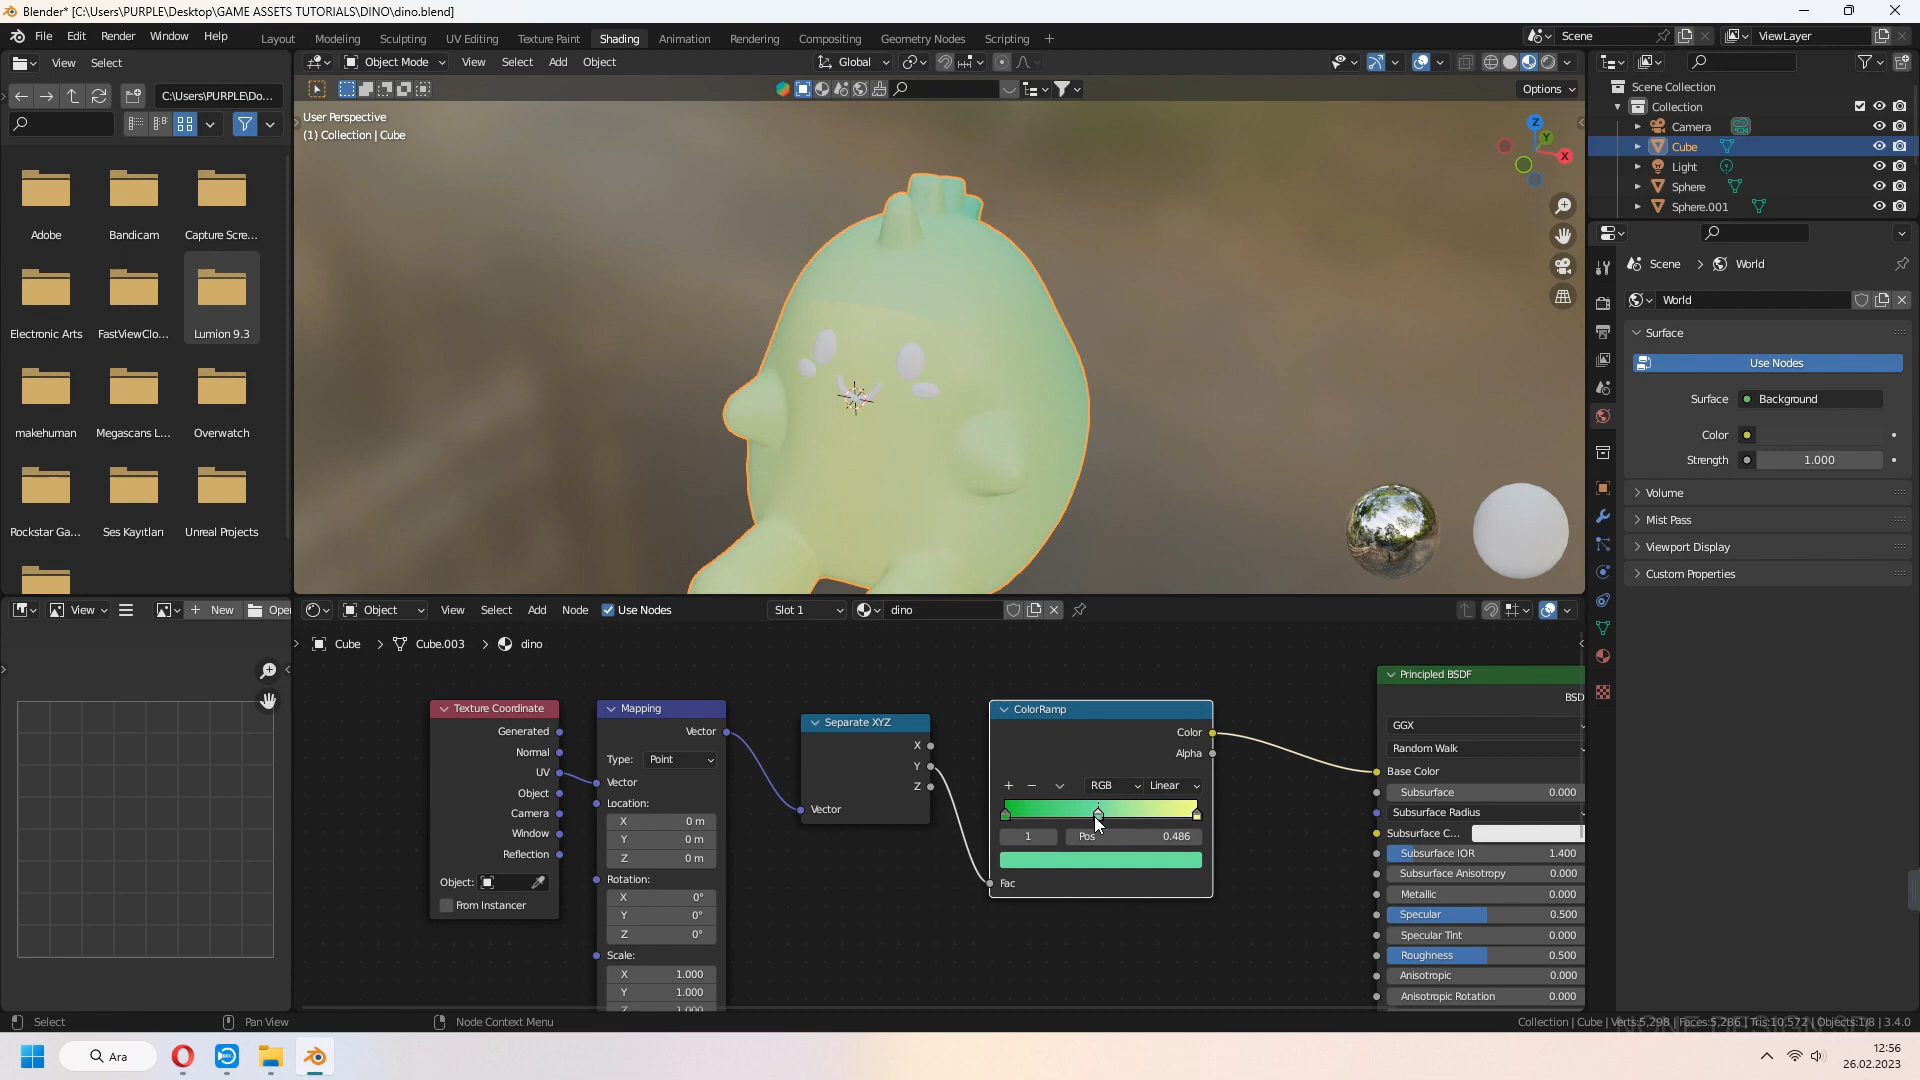 Blender* [C:\Users\PURPLE\Desktop\GAME ASSETS TUTORIALS\DINO\dino.blend]
File Edit Render Window Help
Layout Modeling Sculpting UV Editing Texture Paint Shading Animation Rendering Compositing Geometry Nodes Scripting
Scene ViewLayer
View Select
Object Mode View Select Add Object
Global
Options
C:\Users\PURPLE\Do...
User Perspective
(1) Collection | Cube
Z Y X
Adobe Bandicam Capture Scre...
Electronic Arts FastViewClo... Lumion 9.3
makehuman Megascans L... Overwatch
Rockstar Ga... Ses Kayıtları Unreal Projects
Scene Collection
Collection
Camera
Cube
Light
Sphere
Sphere.001
Scene > World
World
Surface
Use Nodes
Surface Background
Color
Strength 1.000
Volume
Mist Pass
Viewport Display
Custom Properties
View New Open
Object View Select Add Node Use Nodes Slot 1 dino
Cube > Cube.003 > dino
Texture Coordinate
Generated
Normal
UV
Object
Camera
Window
Reflection
Object:
From Instancer
Mapping
Vector
Type: Point
Vector
Location:
X 0 m
Y 0 m
Z 0 m
Rotation:
X 0°
Y 0°
Z 0°
Scale:
X 1.000
Y 1.000
Z 1.000
Separate XYZ
X
Y
Z
Vector
ColorRamp
Color
Alpha
RGB Linear
1 Pos 0.486
Fac
Principled BSDF
BSD
GGX
Random Walk
Base Color
Subsurface 0.000
Subsurface Radius
Subsurface C...
Subsurface IOR 1.400
Subsurface Anisotropy 0.000
Metallic 0.000
Specular 0.500
Specular Tint 0.000
Roughness 0.500
Anisotropic 0.000
Anisotropic Rotation 0.000
Select Pan View Node Context Menu
Collection | Cube | Verts:5,298 | Faces:5,286 | Tris:10,572 | Objects:1/8 | 3.4.0
Ara
12:56
26.02.2023